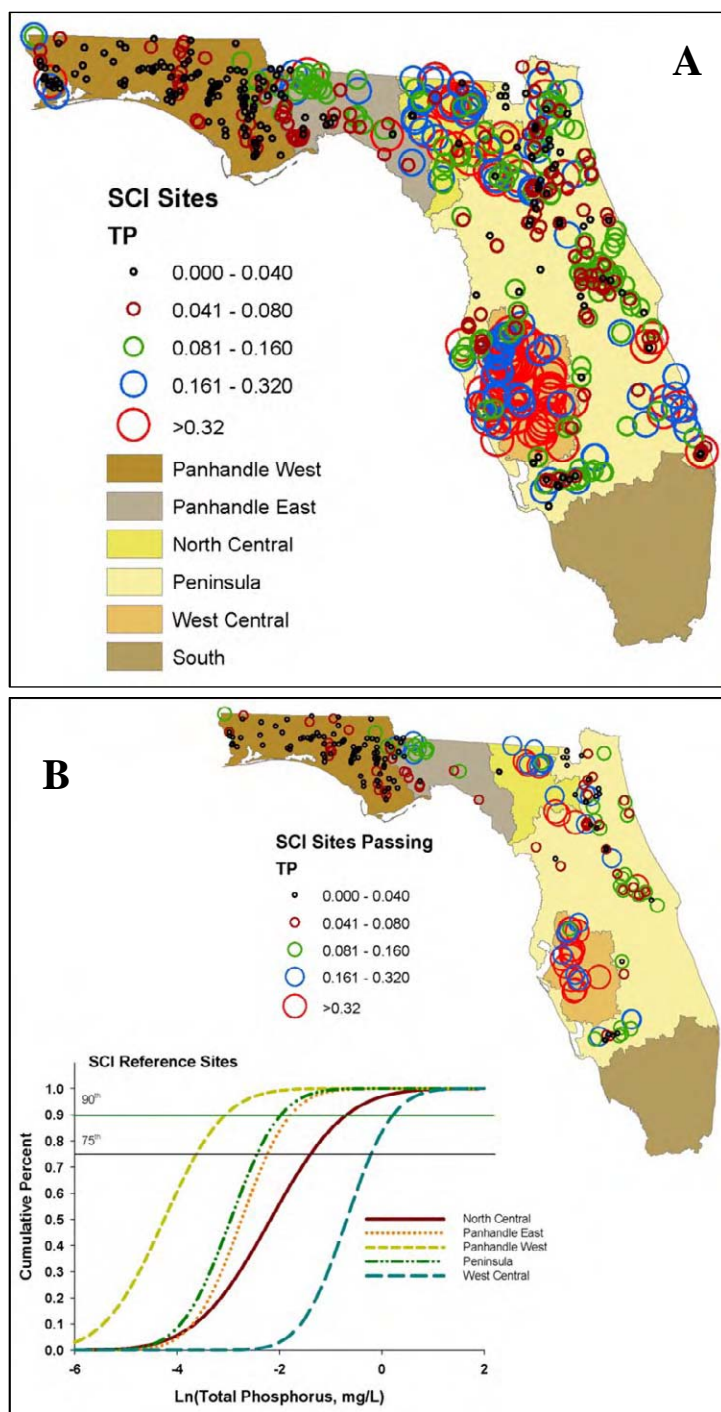 A
SCI Sites
TP
0.000 - 0.040
0.041 - 0.080
0.081 - 0.160
0.161 - 0.320
>0.32
Panhandle West
Panhandle East
North Central
Peninsula
West Central
South
B
SCI Sites Passing
TP
0.000 - 0.040
0.041 - 0.080
0.081 - 0.160
0.161 - 0.320
>0.32
SCI Reference Sites
1.0
0.9
0.8
0.7
0.6
0.5
0.4
0.3
0.2
0.1
0.0
90th
75th
Cumulative Percent
North Central
Panhandle East
Panhandle West
Peninsula
West Central
-6
-4
-2
0
2
Ln(Total Phosphorus, mg/L)